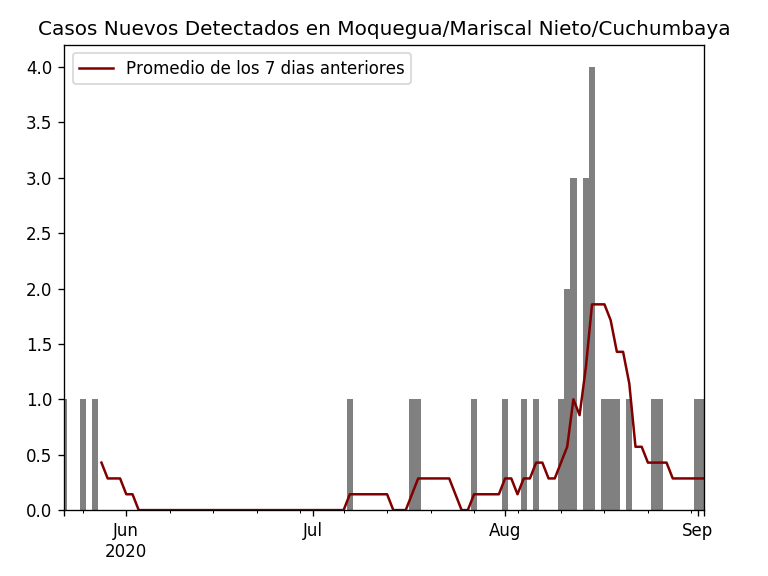 Casos Nuevos Detectados en Moquegua/Mariscal Nieto/Cuchumbaya
Promedio de los 7 dias anteriores
4.0
3.5
3.0
2.5
2.0
1.5
1.0
0.5
0.0
Jun
2020
Jul
Aug
Sep